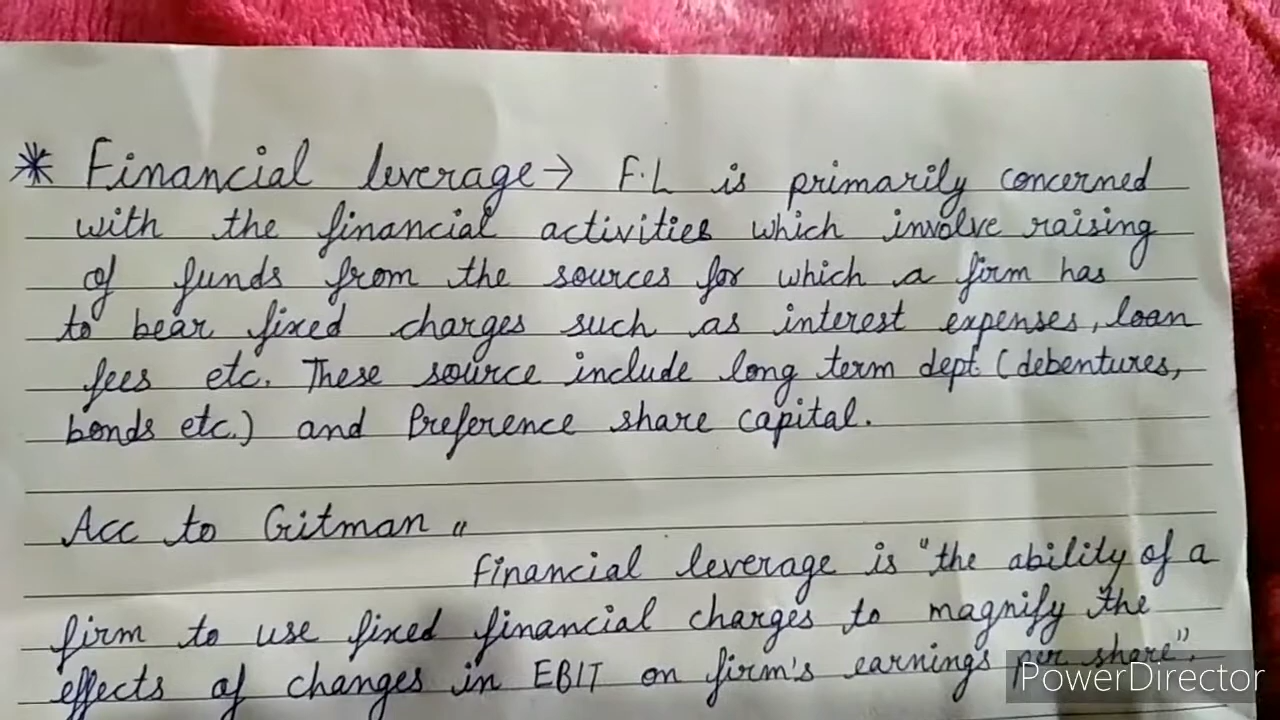 * Financial leverage → F.L is primarily concerned
with the financial activities which involve raising
of funds from the sources for which a firm has
to bear fixed charges such as interest expenses, loan
fees etc. These source include long term dept (debentures,
bonds etc.) and Preference share capital.
Acc to Gitman "
Financial leverage is "the ability of a
firm to use fixed financial charges to magnify the
effects of changes in EBIT on firm's earnings per share".
PowerDirector